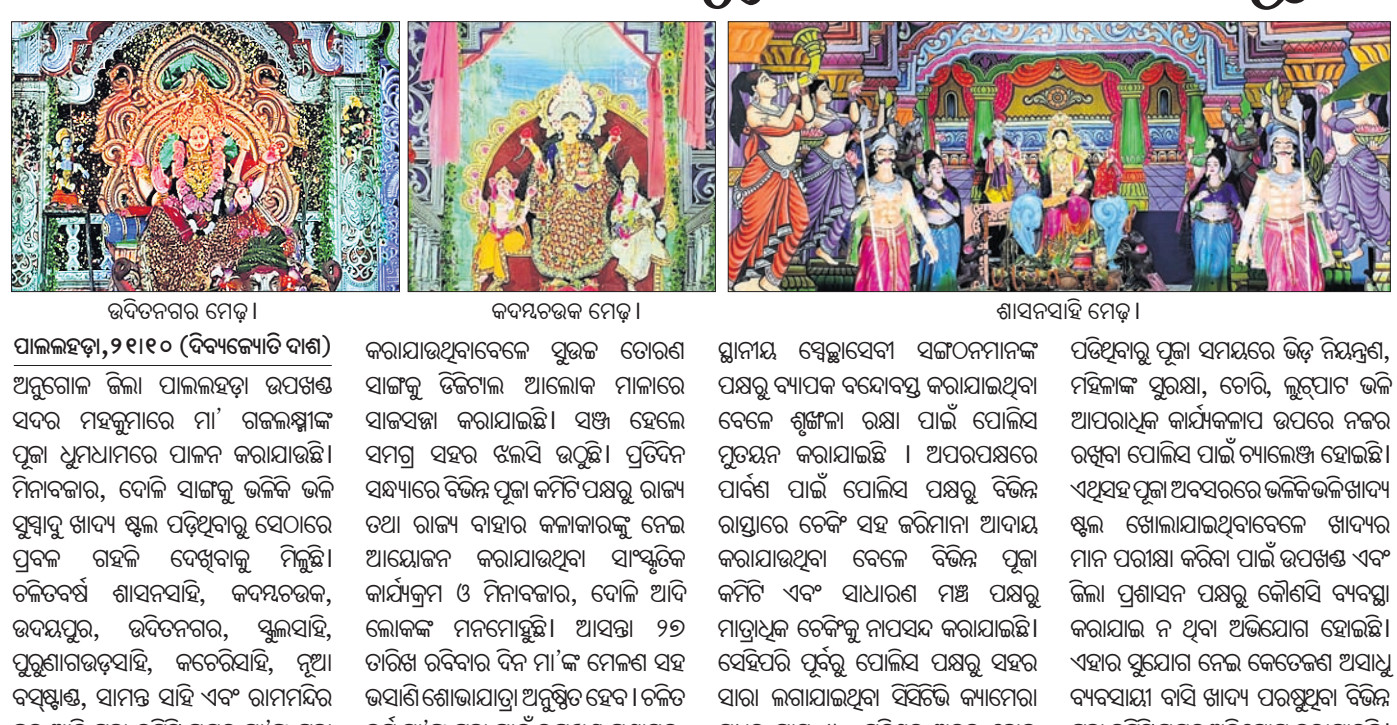 ଉଦିତନଗର ମେଢ଼।
କଦମ୍ବଚଉକ ମେଢ଼।
ଶାସନସାହି ମେଢ଼।
ପାଲଲହଡ଼ା,୨୧।୧୦ (ଦିବ୍ୟଜ୍ୟୋତି ଦାଶ)
ଅନୁଗୋଳ ଜିଲା ପାଲଲହଡ଼ା ଉପଖଣ୍ଡ
ସଦର ମହକୁମାରେ ମା’ ଗଜଲକ୍ଷ୍ମୀଙ୍କ
ପୂଜା ଧୁମଧାମରେ ପାଳନ କରାଯାଉଛି।
ମିନାବଜାର, ଦୋଳି ସାଙ୍ଗକୁ ଭଳିକି ଭଳି
ସୁସ୍ୱାଦୁ ଖାଦ୍ୟ ଷ୍ଟଲ ପଡ଼ିଥିବାରୁ ସେଠାରେ
ପ୍ରବଳ ଗହଳି ଦେଖିବାକୁ ମିଳୁଛି।
ଚଳିତବର୍ଷ ଶାସନସାହି, କଦମ୍ବଚଉକ,
ଉଦୟପୁର, ଉଦିତନଗର, ସ୍କୁଲସାହି,
ପୁରୁଣାଗଉଡ଼ସାହି, କଚେରିସାହି, ନୂଆ
ବସ୍‌ଷ୍ଟାଣ୍ଡ, ସାମନ୍ତ ସାହି ଏବଂ ରାମମନ୍ଦିର
କରାଯାଉଥିବାବେଳେ ସୁଉଚ୍ଚ ତୋରଣ
ସାଙ୍ଗକୁ ଡିଜିଟାଲ ଆଲୋକ ମାଳାରେ
ସାଜସଜ୍ଜା କରାଯାଇଛି। ସଞ୍ଜ ହେଲେ
ସମଗ୍ର ସହର ଝଲସି ଉଠୁଛି। ପ୍ରତିଦିନ
ସନ୍ଧ୍ୟାରେ ବିଭିନ୍ନ ପୂଜା କମିଟି ପକ୍ଷରୁ ରାଜ୍ୟ
ତଥା ରାଜ୍ୟ ବାହାର କଳାକାରଙ୍କୁ ନେଇ
ଆୟୋଜନ କରାଯାଉଥିବା ସାଂସ୍କୃତିକ
କାର୍ଯ୍ୟକ୍ରମ ଓ ମିନାବଜାର, ଦୋଳି ଆଦି
ଲୋକଙ୍କ ମନମୋହୁଛି। ଆସନ୍ତା ୨୭
ତାରିଖ ରବିବାର ଦିନ ମା’ଙ୍କ ମେଳଣ ସହ
ଭସାଣି ଶୋଭାଯାତ୍ରା ଅନୁଷ୍ଠିତ ହେବ। ଚଳିତ
ସ୍ଥାନୀୟ ସ୍ୱେଚ୍ଛାସେବୀ ସଙ୍ଗଠନମାନଙ୍କ
ପକ୍ଷରୁ ବ୍ୟାପକ ବନ୍ଦୋବସ୍ତ କରାଯାଇଥିବା
ବେଳେ ଶୃଙ୍ଖଳା ରକ୍ଷା ପାଇଁ ପୋଲିସ
ମୁତୟନ କରାଯାଇଛି । ଅପରପକ୍ଷରେ
ପାର୍ବଣ ପାଇଁ ପୋଲିସ ପକ୍ଷରୁ ବିଭିନ୍ନ
ରାସ୍ତାରେ ଚେକିଂ ସହ ଜରିମାନା ଆଦାୟ
କରାଯାଉଥିବା ବେଳେ ବିଭିନ୍ନ ପୂଜା
କମିଟି ଏବଂ ସାଧାରଣ ମଞ୍ଚ ପକ୍ଷରୁ
ମାତ୍ରାଧିକ ଚେକିଂକୁ ନାପସନ୍ଦ କରାଯାଇଛି।
ସେହିପରି ପୂର୍ବରୁ ପୋଲିସ ପକ୍ଷରୁ ସହର
ସାରା ଲଗାଯାଇଥିବା ସିସିଟିଭି କ୍ୟାମେରା
ପଡିଥିବାରୁ ପୂଜା ସମୟରେ ଭିଡ଼ ନିୟନ୍ତ୍ରଣ,
ମହିଳାଙ୍କ ସୁରକ୍ଷା, ଚୋରି, ଲୁଟ୍‌ପାଟ ଭଳି
ଆପରାଧିକ କାର୍ଯ୍ୟକଳାପ ଉପରେ ନଜର
ରଖିବା ପୋଲିସ ପାଇଁ ଚ୍ୟାଲେଞ୍ଜ ହୋଇଛି।
ଏଥିସହ ପୂଜା ଅବସରରେ ଭଳିକିଭଳି ଖାଦ୍ୟ
ଷ୍ଟଲ ଖୋଲାଯାଇଥିବାବେଳେ ଖାଦ୍ୟର
ମାନ ପରୀକ୍ଷା କରିବା ପାଇଁ ଉପଖଣ୍ଡ ଏବଂ
ଜିଲା ପ୍ରଶାସନ ପକ୍ଷରୁ କୌଣସି ବ୍ୟବସ୍ଥା
କରାଯାଇ ନ ଥିବା ଅଭିଯୋଗ ହୋଇଛି।
ଏହାର ସୁଯୋଗ ନେଇ କେତେଜଣ ଅସାଧୁ
ବ୍ୟବସାୟୀ ବାସି ଖାଦ୍ୟ ପରଷୁଥିବା ବିଭିନ୍ନ